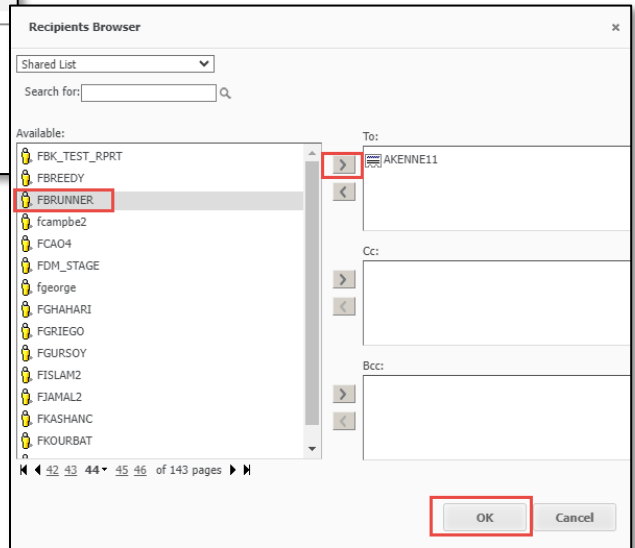 Recipients Browser
x
Shared List
Search for:
Available:
FBK_TEST_RPRT
FBREEDY
FBRUNNER
fcampbe2
FCAO4
FDM_STAGE
fgeorge
FGHAHARI
FGRIEGO
FGURSOY
FISLAM2
FJAMAL2
FKASHANC
FKOURBAT
42 43 44 45 46 of 143 pages
>
<
To:
AKENNE11
Cc:
>
<
Bcc:
>
<
OK
Cancel